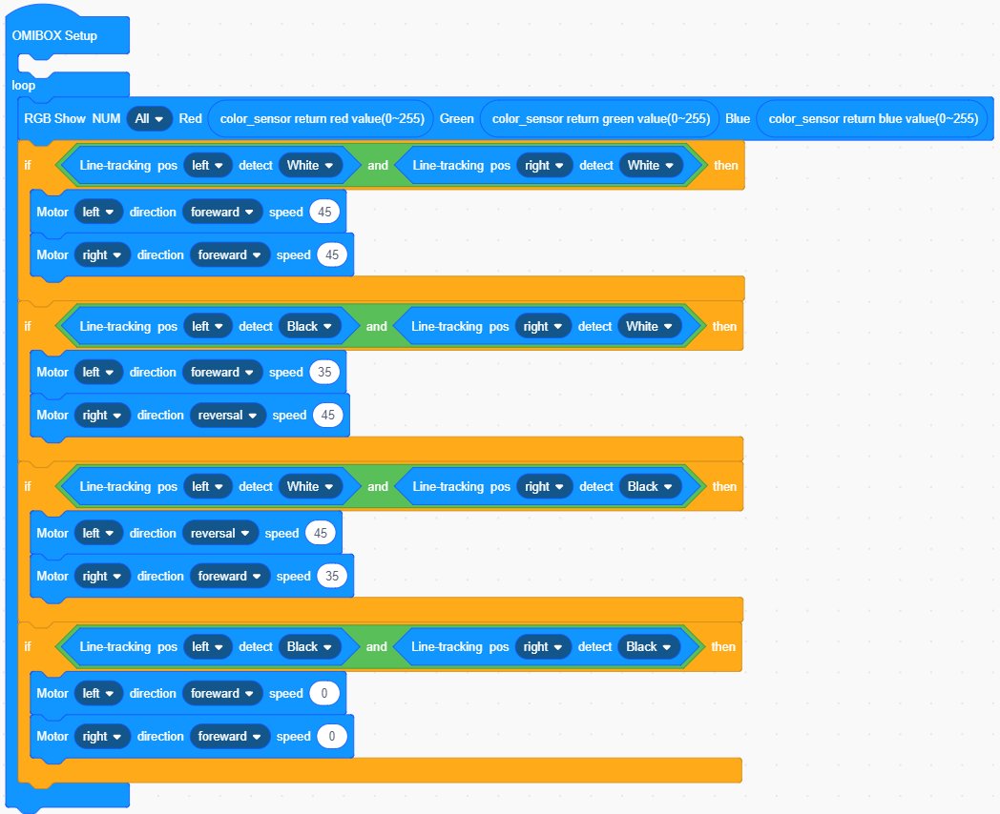 OMIBOX Setup
loop
RGB Show NUM All Red color_sensor return red value(0~255) Green color_sensor return green value(0~255) Blue color_sensor return blue value(0~255)
if Line-tracking pos left detect White and Line-tracking pos right detect White then
Motor left direction forward speed 45
Motor right direction forward speed 45
if Line-tracking pos left detect Black and Line-tracking pos right detect White then
Motor left direction forward speed 35
Motor right direction reversal speed 45
if Line-tracking pos left detect White and Line-tracking pos right detect Black then
Motor left direction reversal speed 45
Motor right direction forward speed 35
if Line-tracking pos left detect Black and Line-tracking pos right detect Black then
Motor left direction forward speed 0
Motor right direction forward speed 0